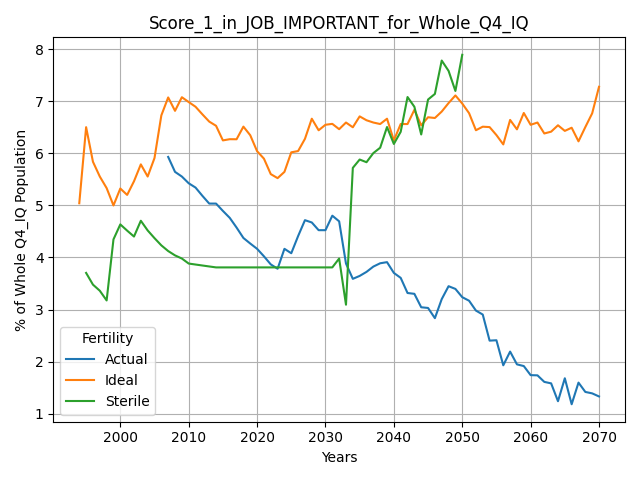 Score_1_in_JOB_IMPORTANT_for_Whole_Q4_IQ
% of Whole Q4_IQ Population
8
7
6
5
4
3
2
1
Fertility
Actual
Ideal
Sterile
2000 2010 2020 2030 2040 2050 2060 2070
Years